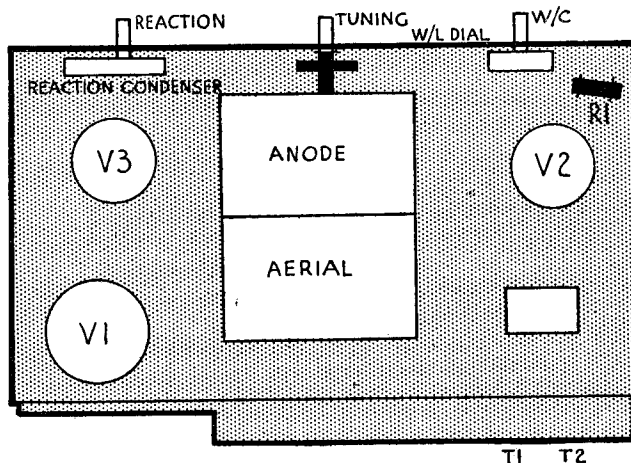 REACTION
TUNING
W/L DIAL
W/C
REACTION CONDENSER
R1
V3
ANODE
V2
AERIAL
V1
T1 T2